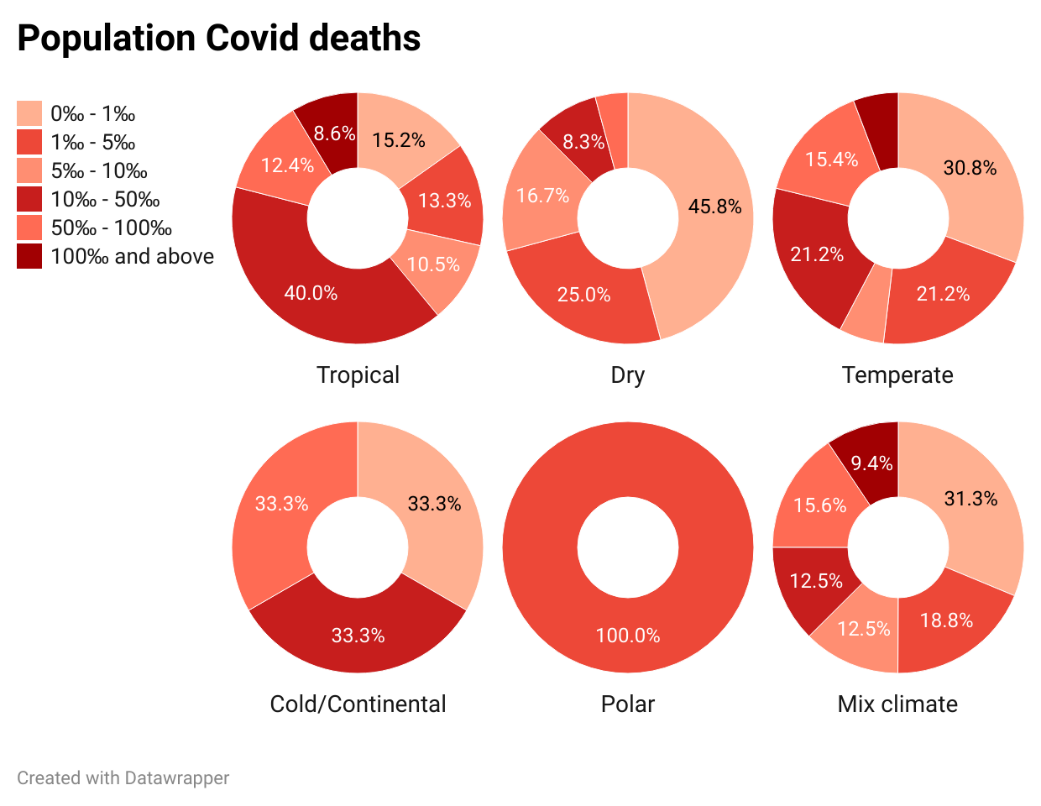 Population Covid deaths
0‰ - 1‰
1‰ - 5‰
5‰ - 10‰
10‰ - 50‰
50‰ - 100‰
100‰ and above
8.6%
15.2%
12.4%
13.3%
10.5%
40.0%
Tropical
8.3%
16.7%
45.8%
25.0%
Dry
15.4%
30.8%
21.2%
21.2%
Temperate
33.3%
33.3%
33.3%
Cold/Continental
100.0%
Polar
9.4%
31.3%
15.6%
12.5%
12.5%
18.8%
Mix climate
Created with Datawrapper